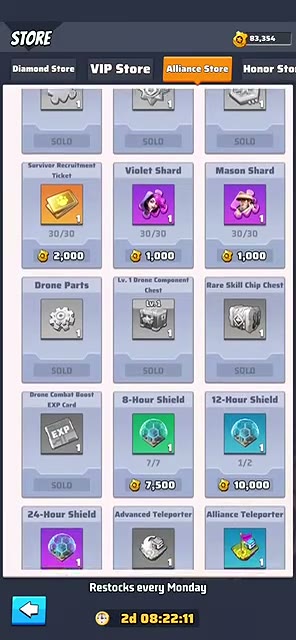 STORE
83,354
Diamond Store VIP Store Alliance Store Honor Sto
SOLD SOLD SOLD
Survivor Recruitment
Ticket
Violet Shard
Mason Shard
1 1 1
30/30 30/30 30/30
2,000 1,000 1,000
Drone Parts
Lv. 1 Drone Component
Chest
Rare Skill Chip Chest
Lv.1
1 1 1
SOLD SOLD SOLD
Drone Combat Boost
EXP Card
8-Hour Shield
12-Hour Shield
EXP
1 1 1
7/7 1/2
SOLD 7,500 10,000
24-Hour Shield Advanced Teleporter Alliance Teleporter
1 1 1
Restocks every Monday
2d 08:22:11